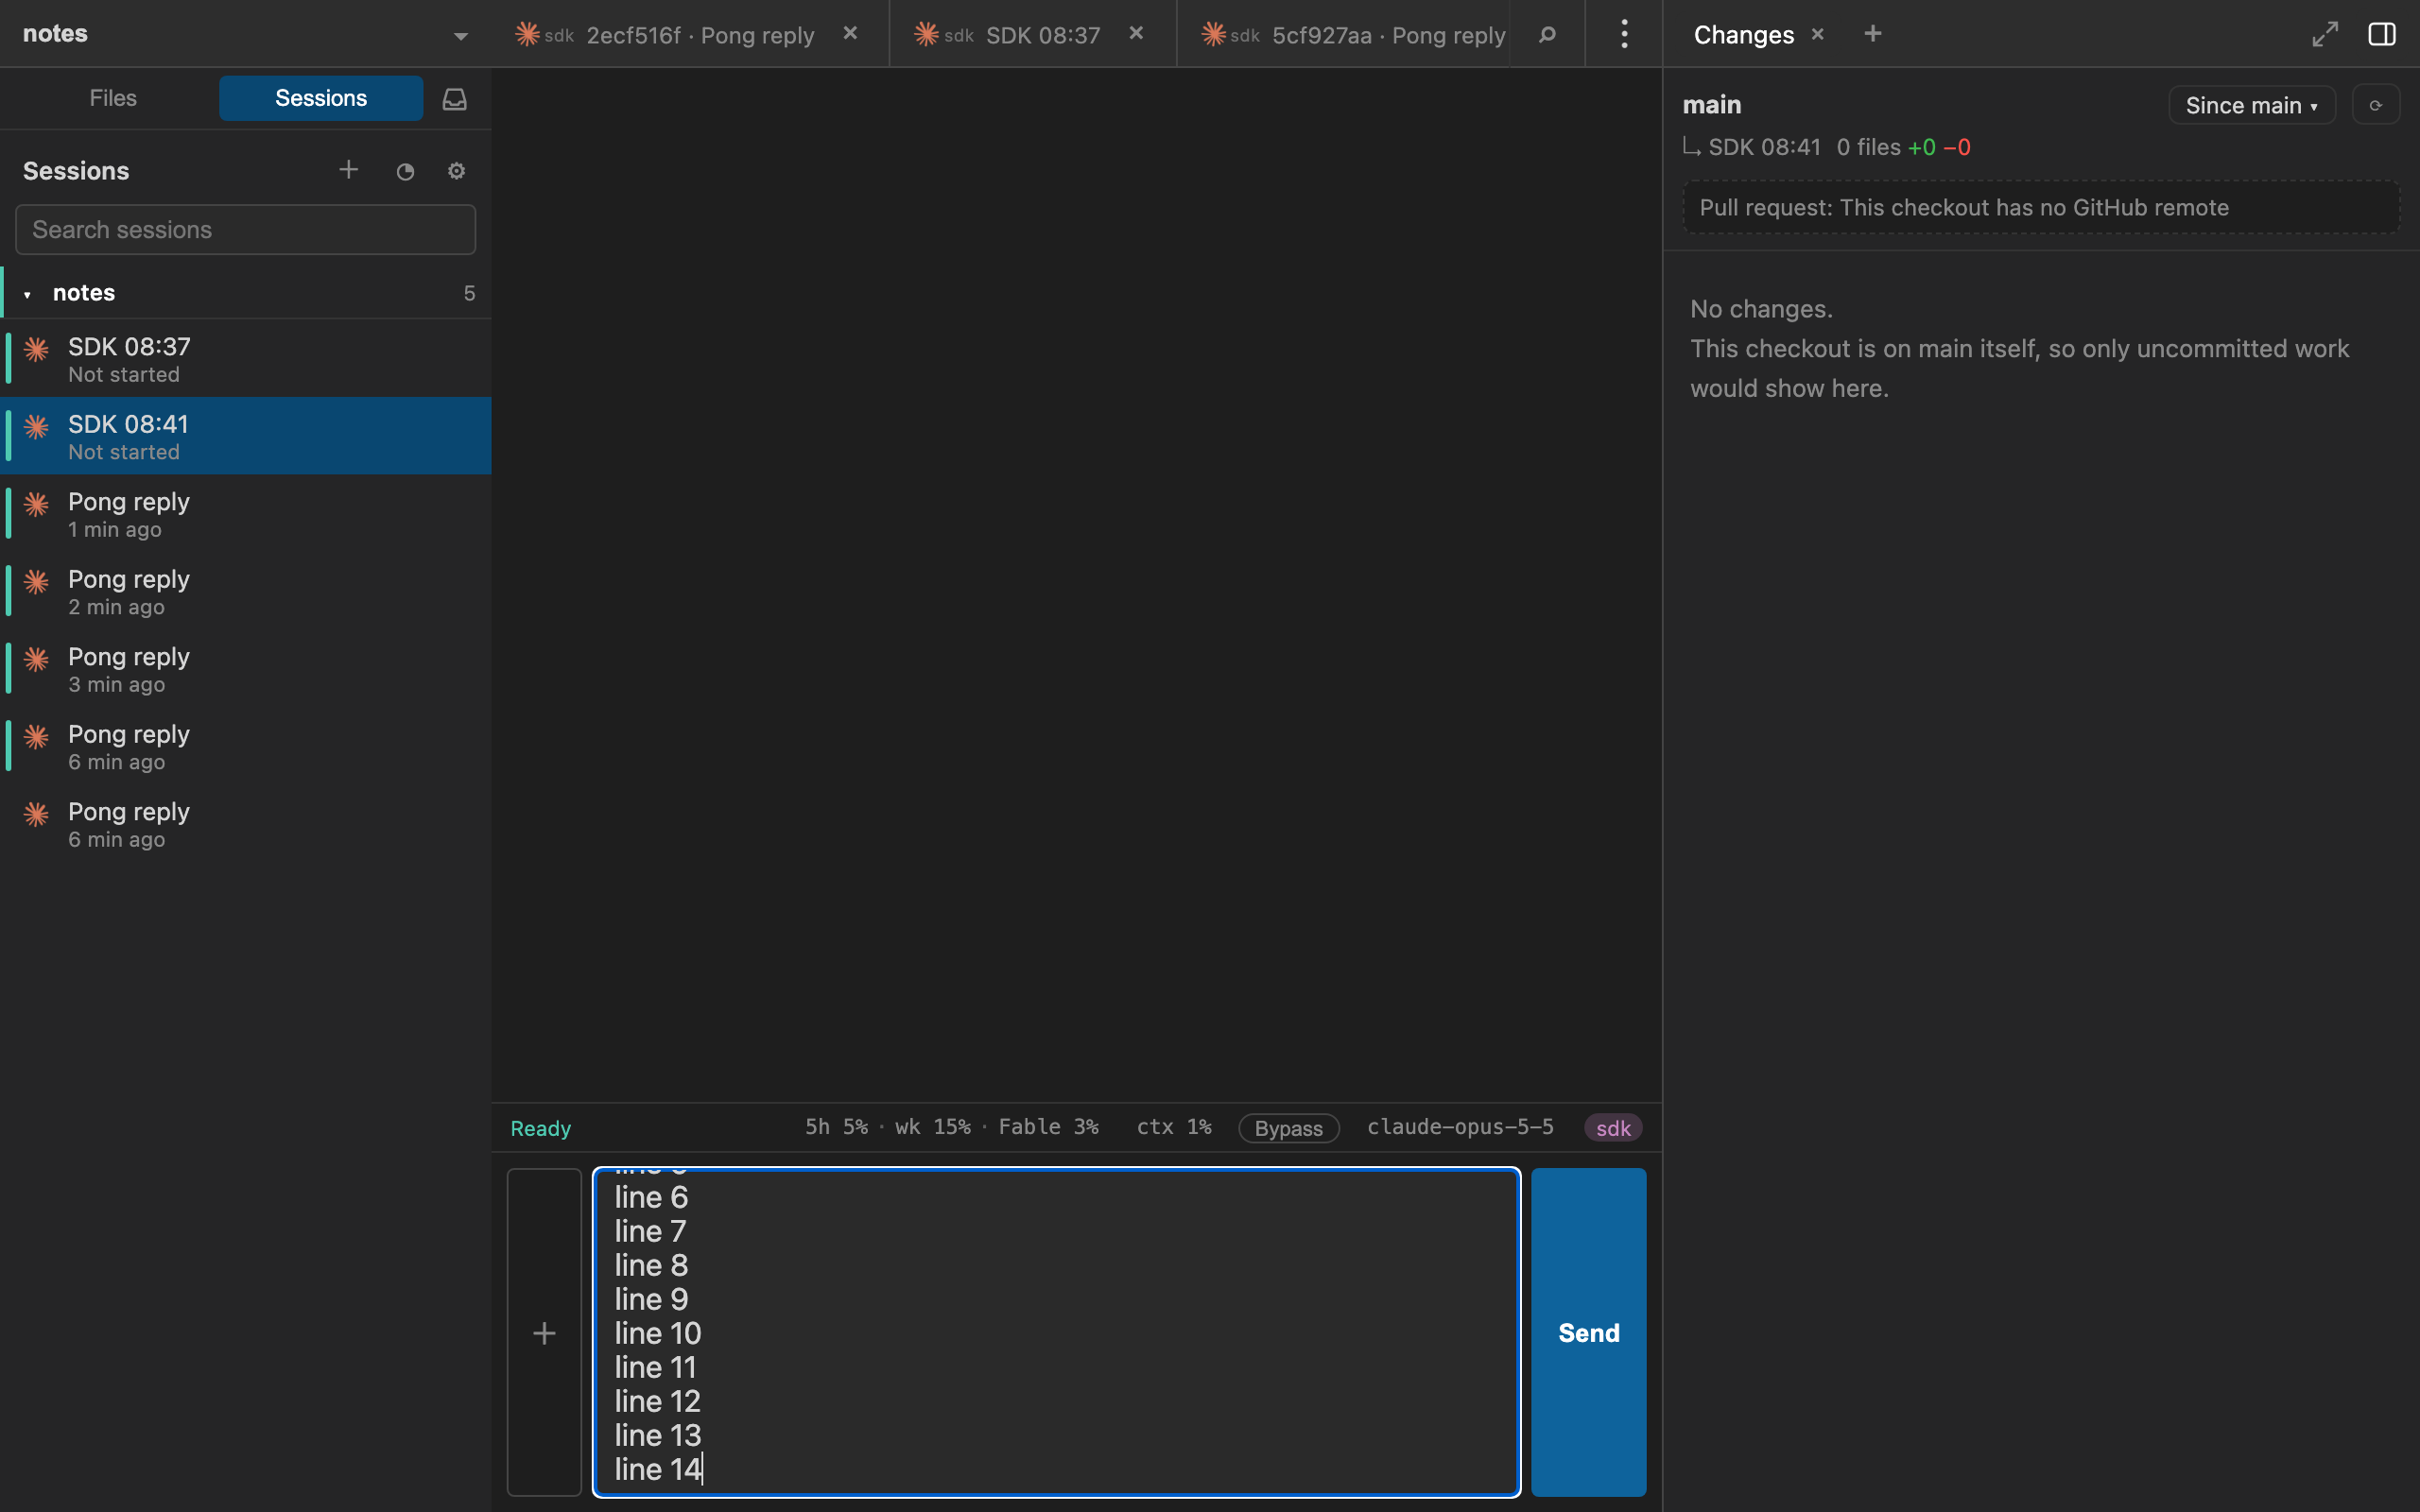 notes
sdk 2ecf516f · Pong reply ×
sdk SDK 08:37 ×
sdk 5cf927aa · Pong reply
Changes × +
Files
Sessions
Sessions
Search sessions
notes 5
SDK 08:37
Not started
SDK 08:41
Not started
Pong reply
1 min ago
Pong reply
2 min ago
Pong reply
3 min ago
Pong reply
6 min ago
Pong reply
6 min ago
Ready
5h 5% · wk 15% · Fable 3%
ctx 1%
Bypass
claude-opus-5-5
sdk
line 6
line 7
line 8
line 9
line 10
line 11
line 12
line 13
line 14
Send
main
Since main
SDK 08:41 0 files +0 −0
Pull request: This checkout has no GitHub remote
No changes.
This checkout is on main itself, so only uncommitted work
would show here.